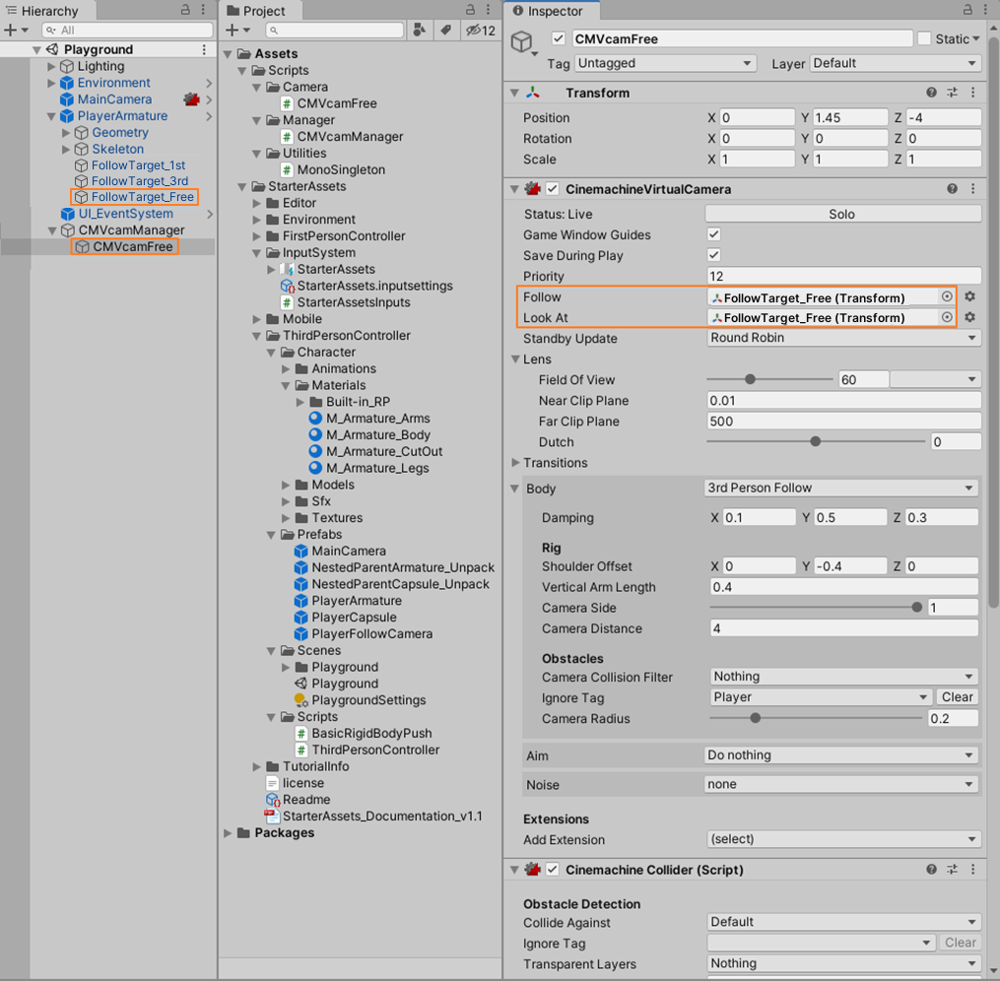 Hierarchy
All
Playground
Lighting
Environment
MainCamera
PlayerArmature
Geometry
Skeleton
FollowTarget_1st
FollowTarget_3rd
FollowTarget_Free
UI_EventSystem
CMVcamManager
CMVcamFree
Project
12
Assets
Scripts
Camera
# CMVcamFree
Manager
# CMVcamManager
Utilities
# MonoSingleton
StarterAssets
Editor
Environment
FirstPersonController
InputSystem
StarterAssets
StarterAssets.inputsettings
# StarterAssetsInputs
Mobile
ThirdPersonController
Character
Animations
Materials
Built-in_RP
M_Armature_Arms
M_Armature_Body
M_Armature_CutOut
M_Armature_Legs
Models
Sfx
Textures
Prefabs
MainCamera
NestedParentArmature_Unpack
NestedParentCapsule_Unpack
PlayerArmature
PlayerCapsule
PlayerFollowCamera
Scenes
Playground
Playground
PlaygroundSettings
Scripts
# BasicRigidBodyPush
# ThirdPersonController
TutorialInfo
license
Readme
StarterAssets_Documentation_v1.1
Packages
Inspector
CMVcamFree Static
Tag Untagged Layer Default
Transform
Position X 0 Y 1.45 Z -4
Rotation X 0 Y 0 Z 0
Scale X 1 Y 1 Z 1
CinemachineVirtualCamera
Status: Live Solo
Game Window Guides
Save During Play
Priority 12
Follow FollowTarget_Free (Transform)
Look At FollowTarget_Free (Transform)
Standby Update Round Robin
Lens
Field Of View 60
Near Clip Plane 0.01
Far Clip Plane 500
Dutch 0
Transitions
Body 3rd Person Follow
Damping X 0.1 Y 0.5 Z 0.3
Rig
Shoulder Offset X 0 Y -0.4 Z 0
Vertical Arm Length 0.4
Camera Side 1
Camera Distance 4
Obstacles
Camera Collision Filter Nothing
Ignore Tag Player Clear
Camera Radius 0.2
Aim Do nothing
Noise none
Extensions
Add Extension (select)
Cinemachine Collider (Script)
Obstacle Detection
Collide Against Default
Ignore Tag Clear
Transparent Layers Nothing